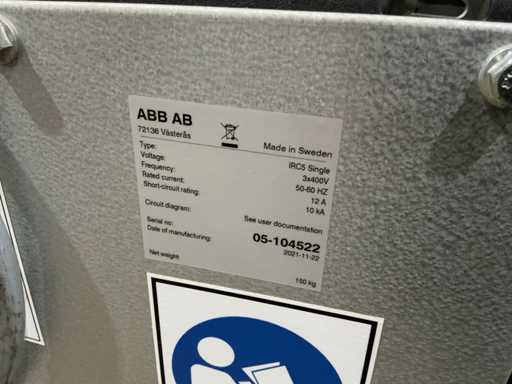 ABB AB
72136 Västerås
Made in Sweden
Type: IRC5 Single
Voltage: 3x400V
Frequency: 50-60 HZ
Rated current: 12 A
Short-circuit rating: 10 kA
Circuit diagram: See user documentation
Serial no: 05-104522
Date of manufacturing: 2021-11-22
Net weight 160 kg